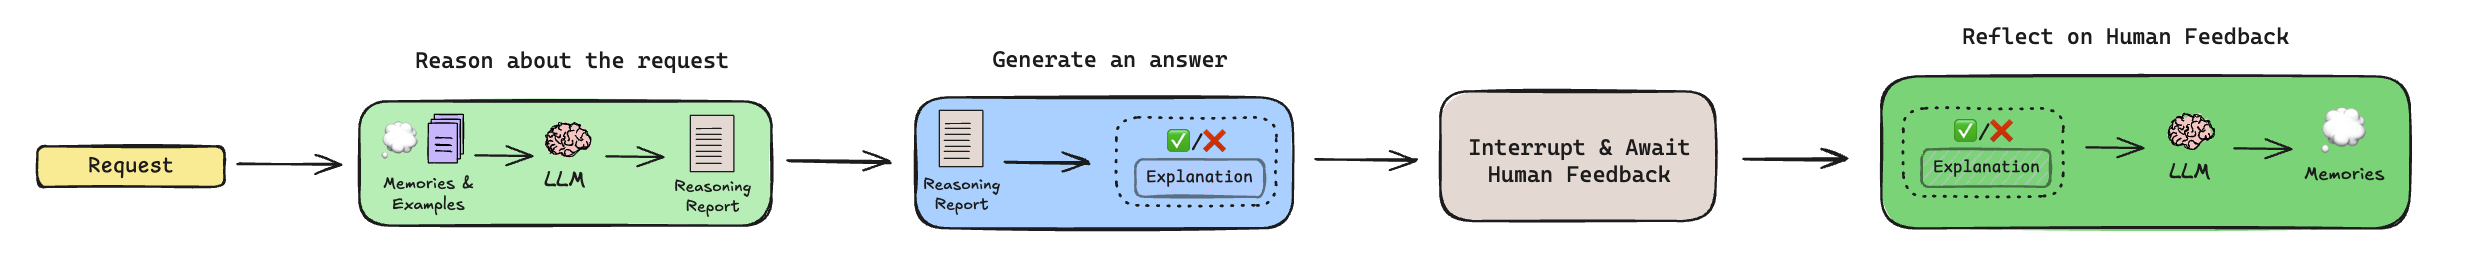 Request
Reason about the request
Memories &
Examples
LLM
Reasoning
Report
Generate an answer
Reasoning
Report
/
Explanation
Interrupt & Await
Human Feedback
Reflect on Human Feedback
/
Explanation
LLM
Memories